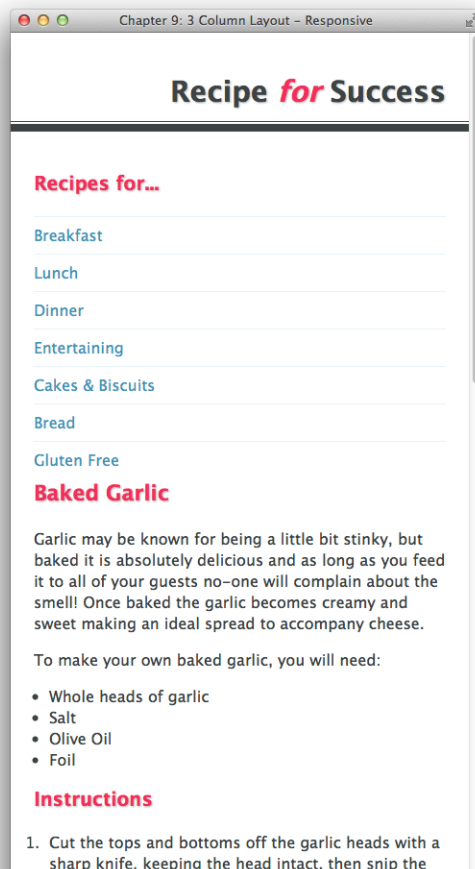 Chapter 9: 3 Column Layout – Responsive
Recipe for Success
Recipes for...
Breakfast
Lunch
Dinner
Entertaining
Cakes & Biscuits
Bread
Gluten Free
Baked Garlic
Garlic may be known for being a little bit stinky, but
baked it is absolutely delicious and as long as you feed
it to all of your guests no-one will complain about the
smell! Once baked the garlic becomes creamy and
sweet making an ideal spread to accompany cheese.
To make your own baked garlic, you will need:
• Whole heads of garlic
• Salt
• Olive Oil
• Foil
Instructions
1. Cut the tops and bottoms off the garlic heads with a
sharp knife, keeping the head intact, then snip the